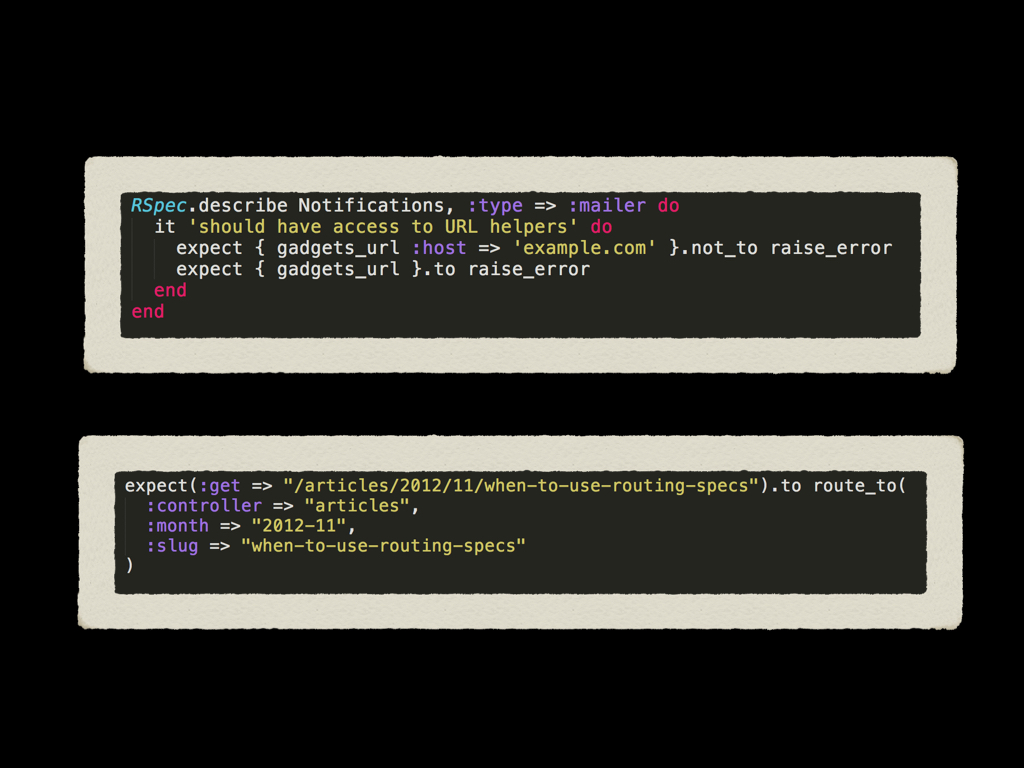 RSpec.describe Notifications, :type => :mailer do
  it 'should have access to URL helpers' do
    expect { gadgets_url :host => 'example.com' }.not_to raise_error
    expect { gadgets_url }.to raise_error
  end
end
expect(:get => "/articles/2012/11/when-to-use-routing-specs").to route_to(
  :controller => "articles",
  :month => "2012-11",
  :slug => "when-to-use-routing-specs"
)